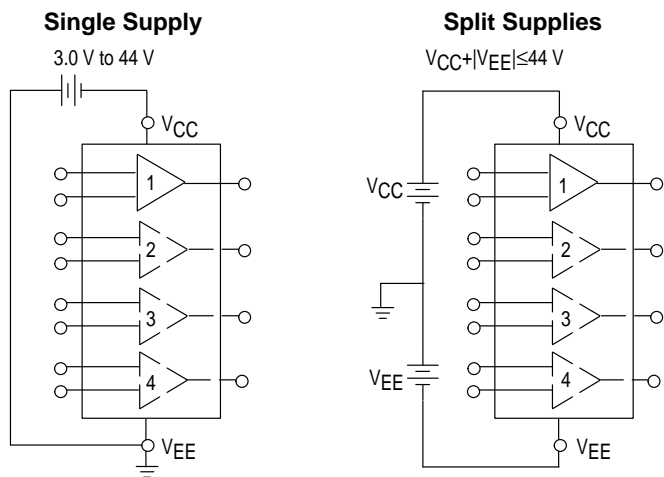 Single Supply
3.0 V to 44 V
VCC
1
2
3
4
VEE
Split Supplies
VCC+|VEE|≤44 V
VCC
VCC
1
2
3
4
VEE
VEE